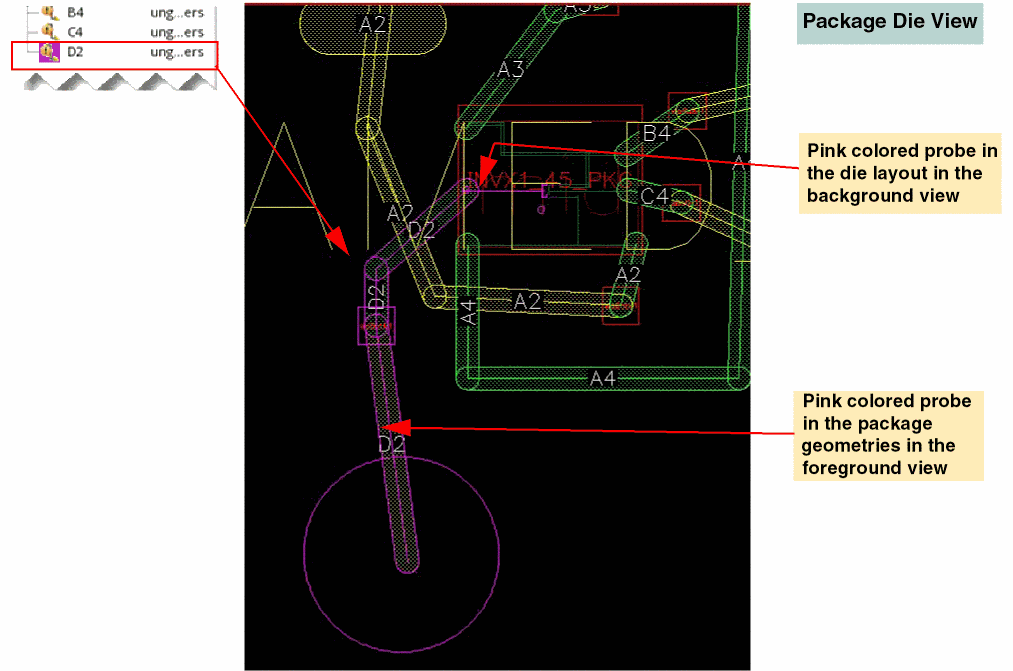 B4 ung...ers
C4 ung...ers
D2 ung...ers
Package Die View
A2
A3
A3
B4
A
Pink colored probe in
the die layout in the
background view
C4
A2
D2
A2
D2
A2
A4
A4
Pink colored probe
in the package
geometries in the
foreground view
D2